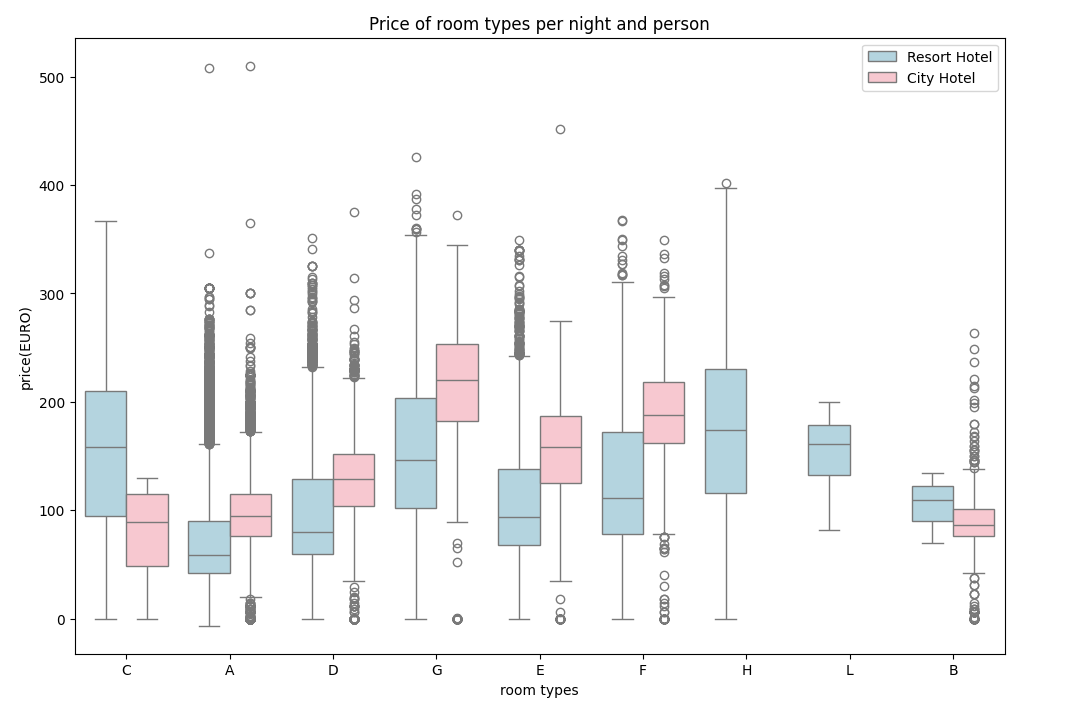 Price of room types per night and person
Resort Hotel
City Hotel
500
400
300
200
100
0
price(EURO)
C A D G E F H L B
room types